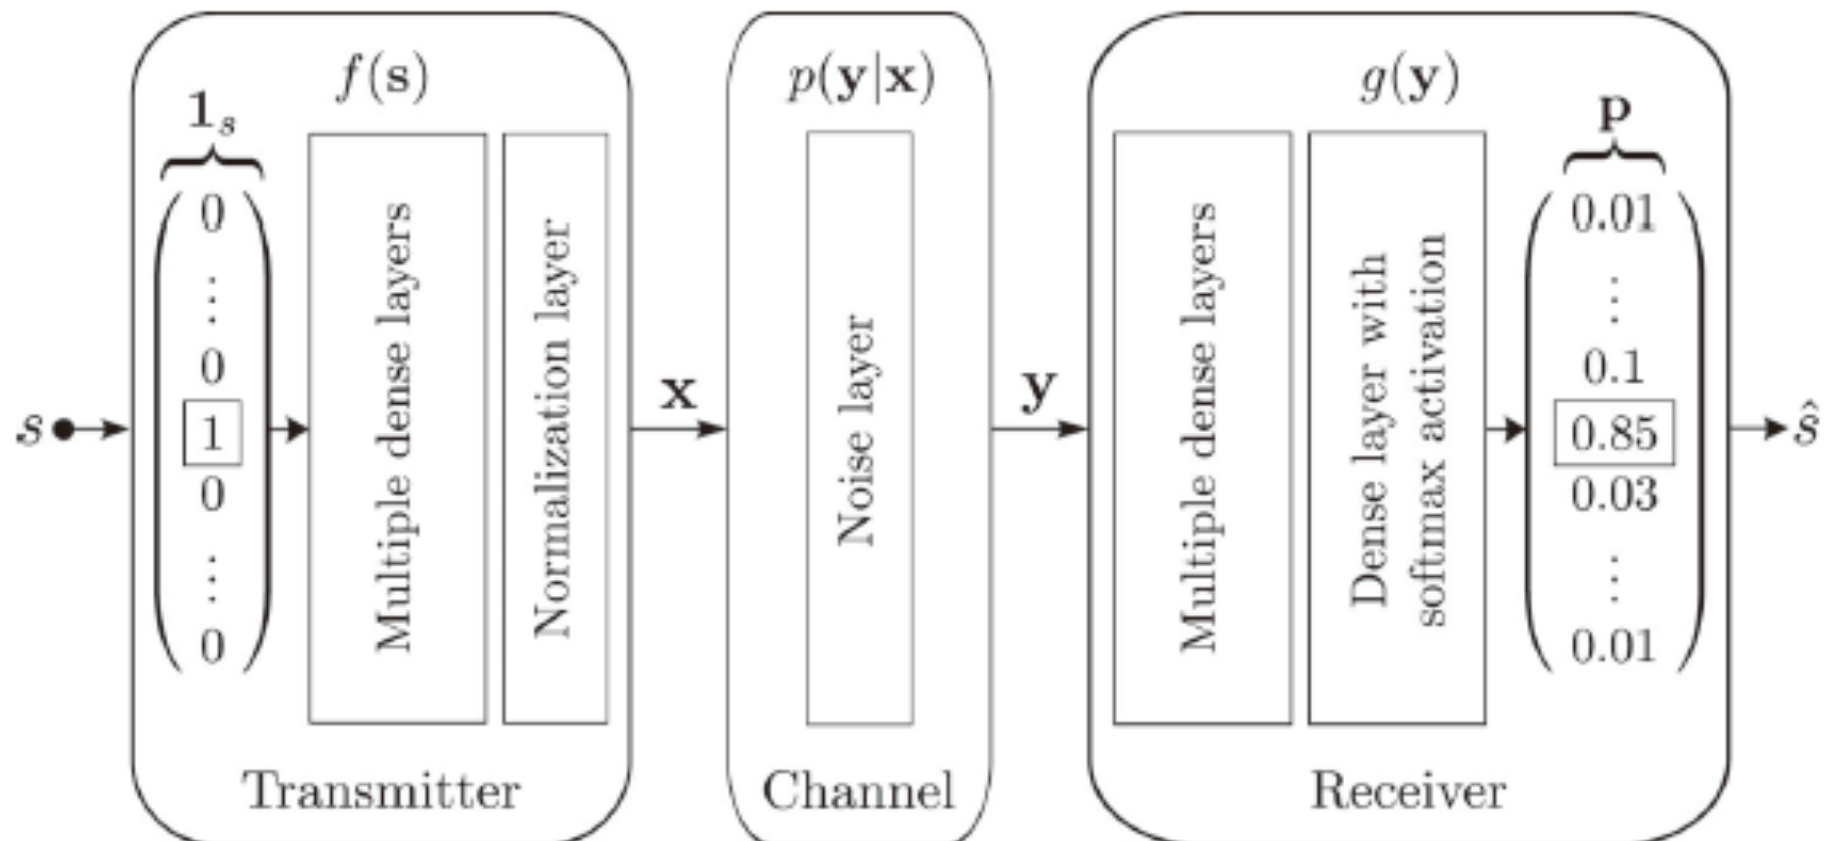 f(s)
p(y|x)
g(y)
1ₛ
p
0
⋮
0
1
0
⋮
0
Multiple dense layers
Normalization layer
Noise layer
Multiple dense layers
Dense layer with
softmax activation
0.01
⋮
0.1
0.85
0.03
⋮
0.01
s
x
y
ŝ
Transmitter
Channel
Receiver